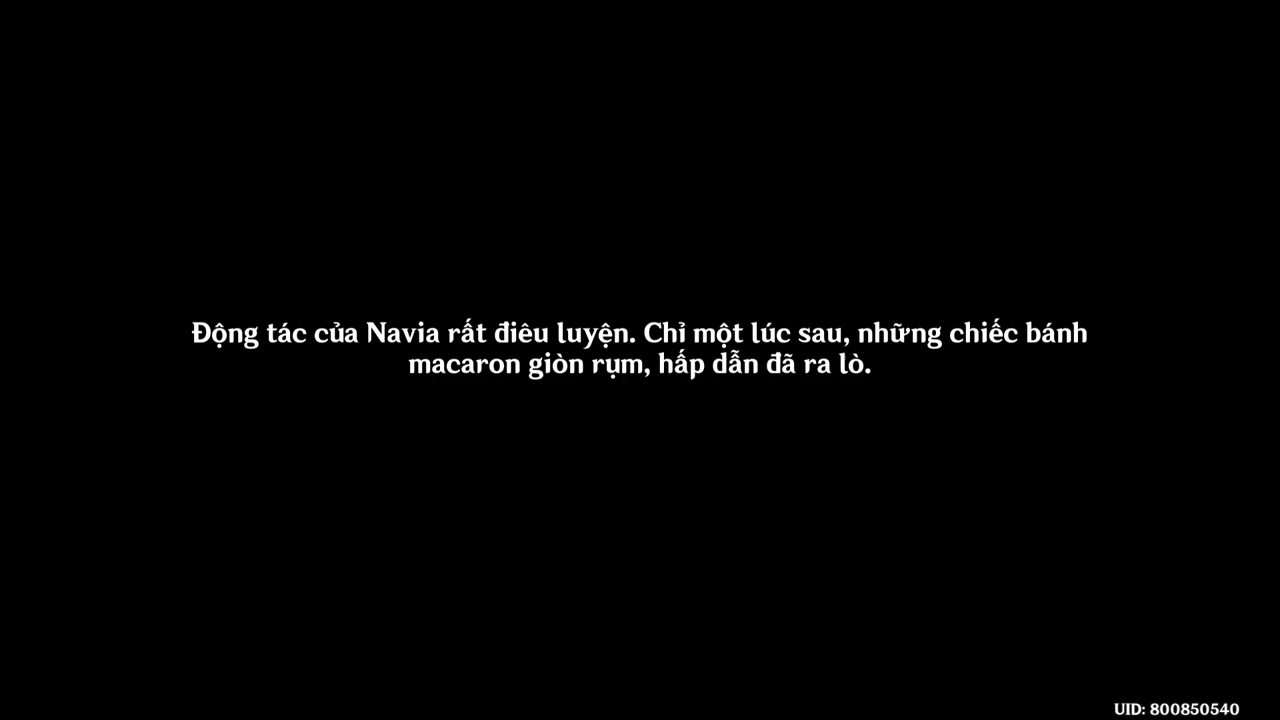 Động tác của Navia rất điêu luyện. Chỉ một lúc sau, những chiếc bánh
macaron giòn rụm, hấp dẫn đã ra lò.
UID: 800850540